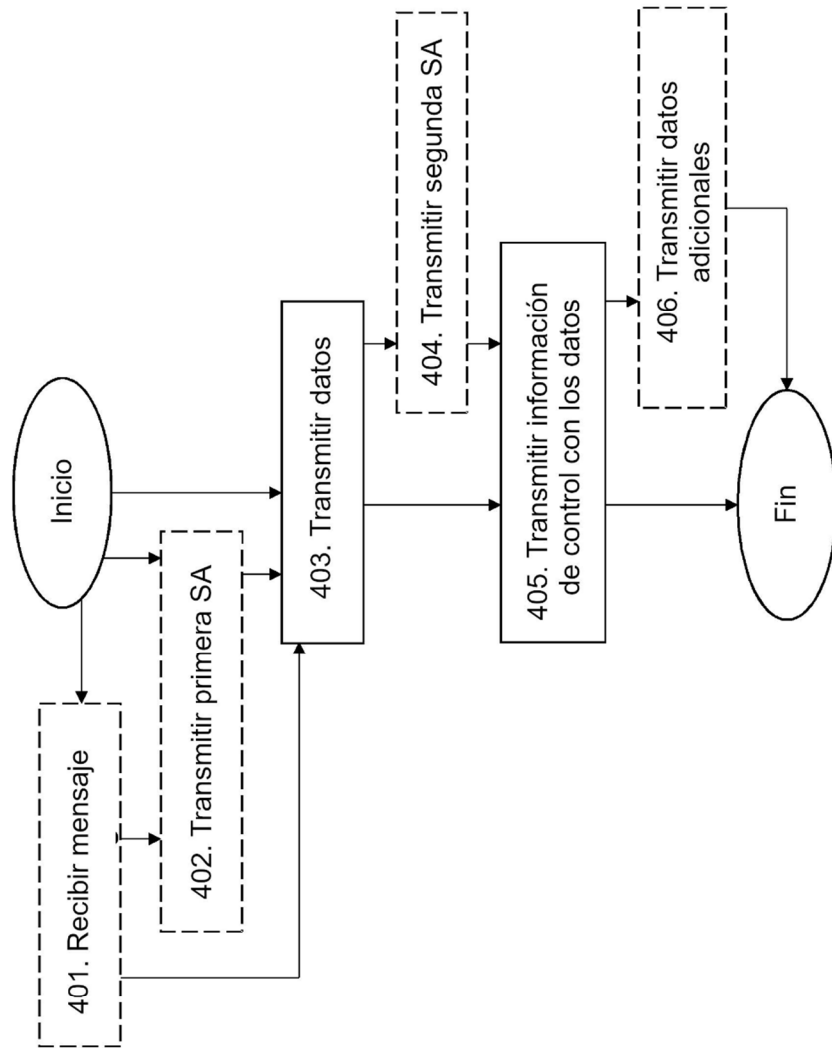 Inicio
401. Recibir mensaje
402. Transmitir primera SA
403. Transmitir datos
404. Transmitir segunda SA
405. Transmitir información
de control con los datos
406. Transmitir datos
adicionales
Fin